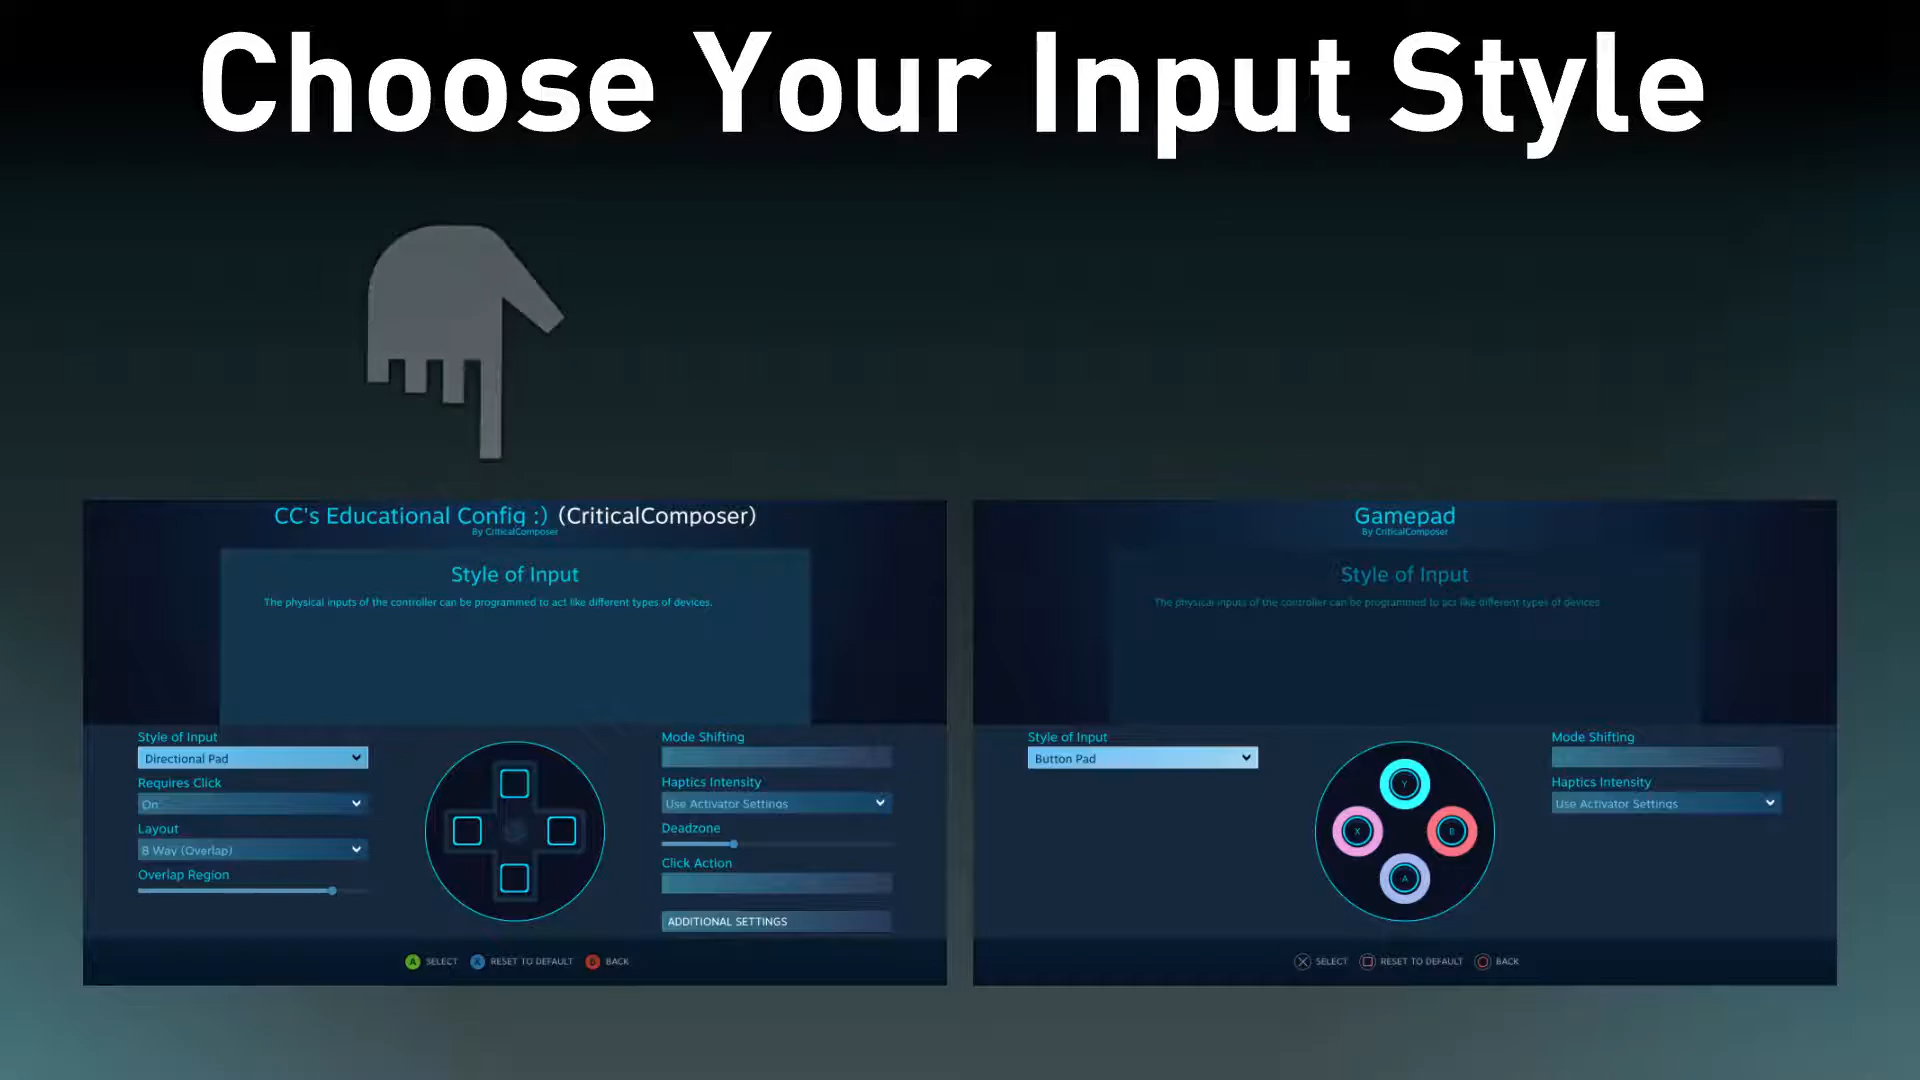 Choose Your Input Style
CC's Educational Config :) (CriticalComposer)
By CriticalComposer
Style of Input
The physical inputs of the controller can be programmed to act like different types of devices.
Style of Input
Directional Pad
Requires Click
On
Layout
8 Way (Overlap)
Overlap Region
Mode Shifting
Haptics Intensity
Use Activator Settings
Deadzone
Click Action
ADDITIONAL SETTINGS
A SELECT X RESET TO DEFAULT B BACK
Gamepad
By CriticalComposer
Style of Input
The physical inputs of the controller can be programmed to act like different types of devices.
Style of Input
Button Pad
Y
X
B
A
Mode Shifting
Haptics Intensity
Use Activator Settings
SELECT RESET TO DEFAULT BACK